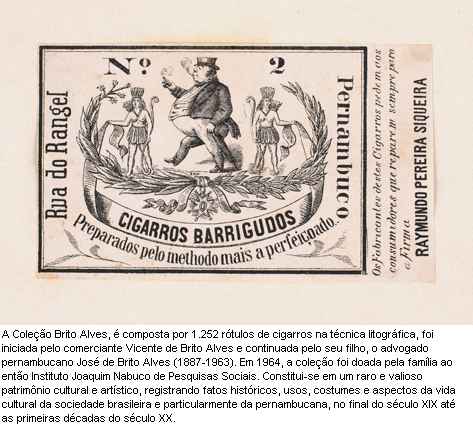 Nº 2
Rua do Rangel
Pernambuco
CIGARROS BARRIGUDOS
Preparados pelo methodo mais a perfeiçoado.
Os Fabricantes destes Cigarros pedem aos
consumidores que reparem sempre para
a Firma
RAYMUNDO PEREIRA SIQUEIRA
A Coleção Brito Alves, é composta por 1.252 rótulos de cigarros na técnica litográfica, foi
iniciada pelo comerciante Vicente de Brito Alves e continuada pelo seu filho, o advogado
pernambucano José de Brito Alves (1887-1963). Em 1964, a coleção foi doada pela família ao
então Instituto Joaquim Nabuco de Pesquisas Sociais. Constitui-se em um raro e valioso
patrimônio cultural e artístico, registrando fatos históricos, usos, costumes e aspectos da vida
cultural da sociedade brasileira e particularmente da pernambucana, no final do século XIX até
as primeiras décadas do século XX.